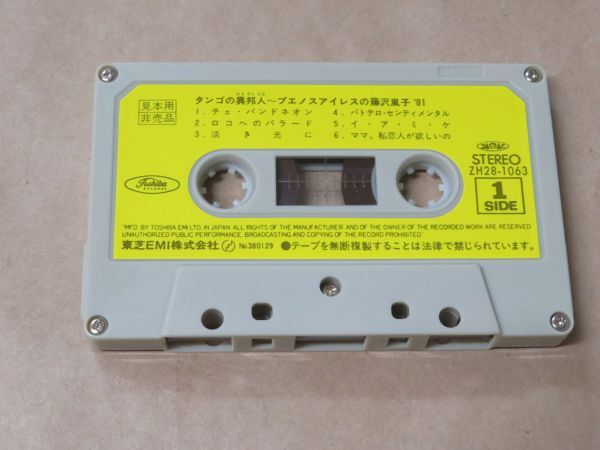 見本用
非売品
タンゴの異邦人〜ブエノスアイレスの藤沢嵐子 '81
1.チェ・バンドネオン
2.ロコへのバラード
3.淡き光に
4.パトテロ・センティメンタル
5.イ・ア・ミ・ケ
6.ママ、私恋人が欲しいの
Toshiba
RECORDS
STEREO
ZH28-1063
1
SIDE
"MFD. BY TOSHIBA EMI LTD. IN JAPAN. ALL RIGHTS OF THE MANUFACTURER AND OF THE OWNER OF THE RECORDED WORK ARE RESERVED.
UNAUTHORIZED PUBLIC PERFORMANCE, BROADCASTING AND COPYING OF THE RECORD PROHIBITED"
東芝EMI株式会社 No.380129 ●テープを無断複製することは法律で禁じられています。